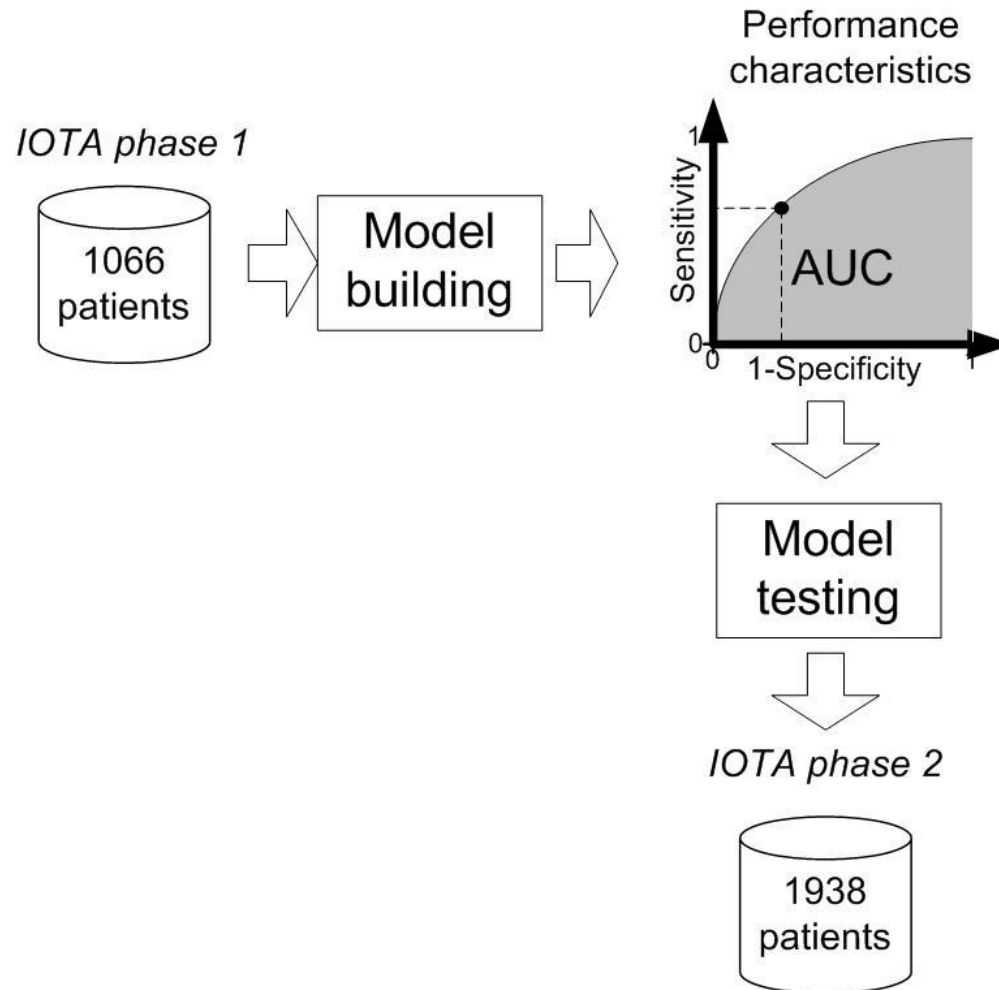 IOTA phase 1
1066
patients
Model
building
Performance
characteristics
1
Sensitivity
AUC
0
0
1-Specificity
Model
testing
IOTA phase 2
1938
patients